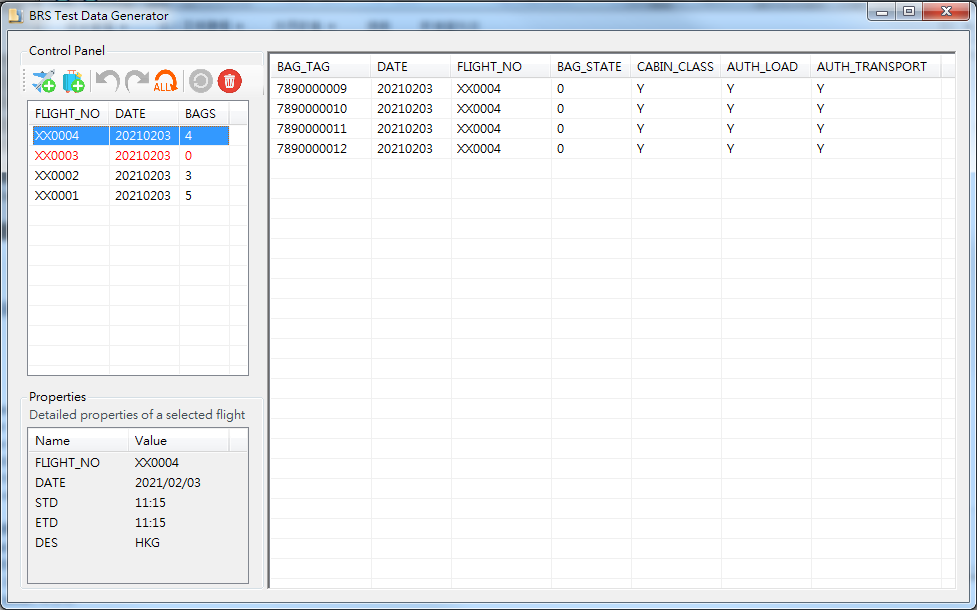 BRS Test Data Generator
Control Panel
ALL
FLIGHT_NO DATE BAGS
XX0004 20210203 4
XX0003 20210203 0
XX0002 20210203 3
XX0001 20210203 5
Properties
Detailed properties of a selected flight
Name Value
FLIGHT_NO XX0004
DATE 2021/02/03
STD 11:15
ETD 11:15
DES HKG
BAG_TAG DATE FLIGHT_NO BAG_STATE CABIN_CLASS AUTH_LOAD AUTH_TRANSPORT
7890000009 20210203 XX0004 0 Y Y Y
7890000010 20210203 XX0004 0 Y Y Y
7890000011 20210203 XX0004 0 Y Y Y
7890000012 20210203 XX0004 0 Y Y Y